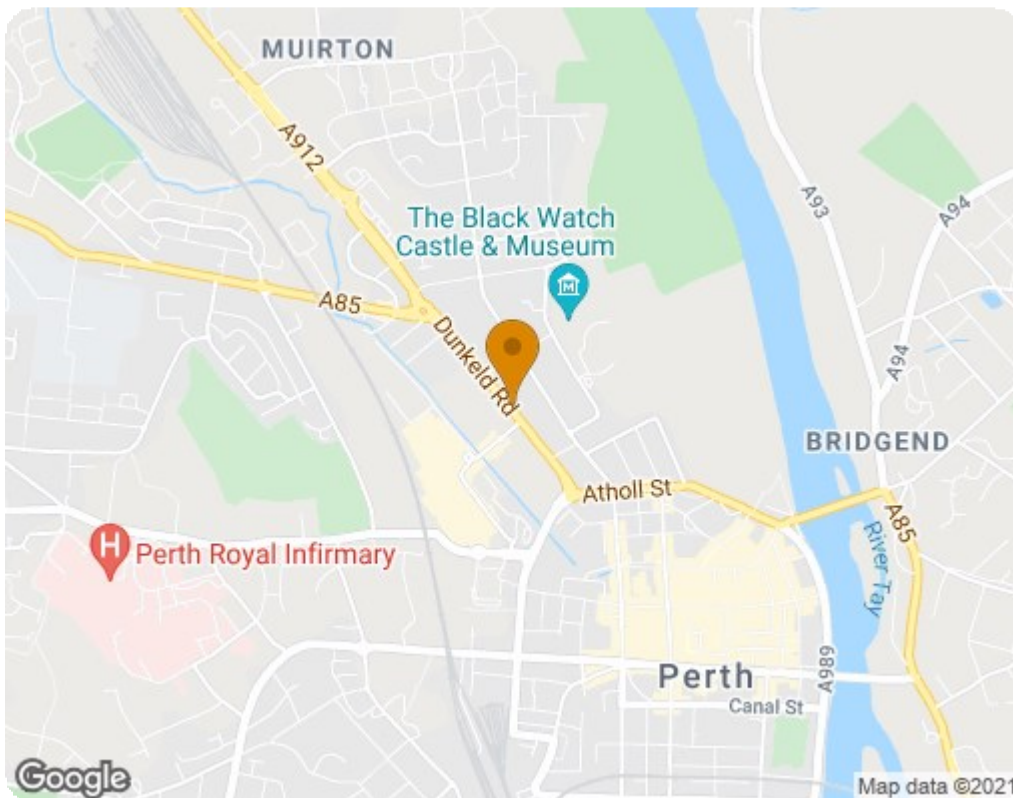 MUIRTON
A912
A93
A94
The Black Watch
Castle & Museum
M
A85
Dunkeld Rd
A94
BRIDGEND
Atholl St
A85
River Tay
H
Perth Royal Infirmary
A989
Perth
Canal St
Google
Map data ©2021